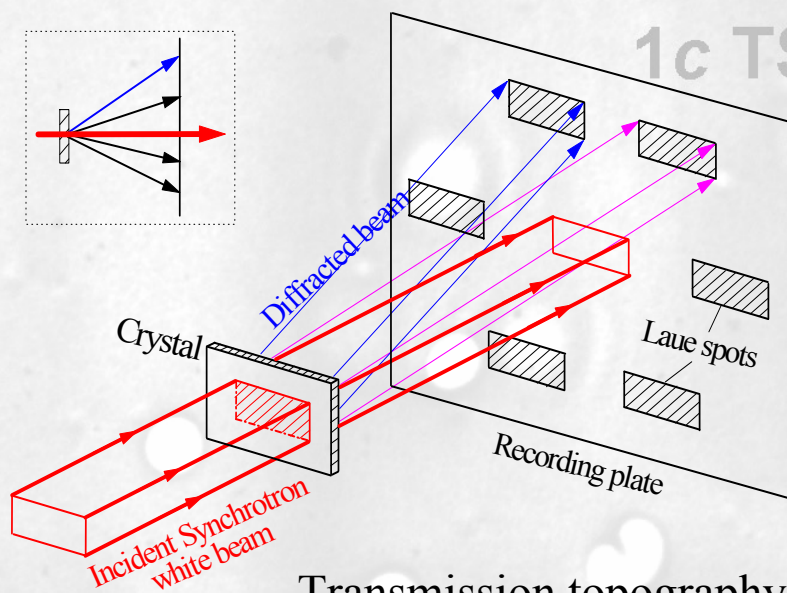 1c TS
Diffracted beam
Crystal
Laue spots
Recording plate
Incident Synchrotron
white beam
Transmission topography